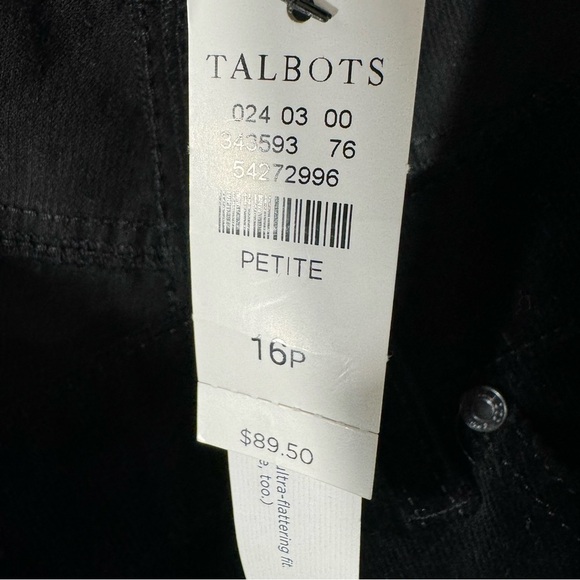 TALBOTS
024 03 00
343593 76
54272996
PETITE
16P
$89.50
ultra-flattering fit.
too.)